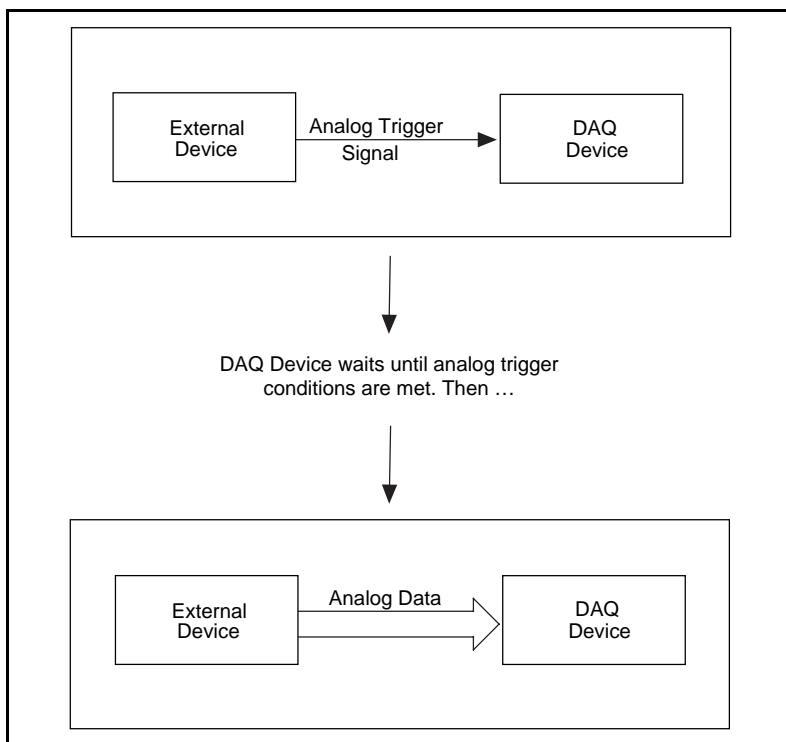 External
Device
Analog Trigger
Signal
DAQ
Device
DAQ Device waits until analog trigger
conditions are met. Then …
External
Device
Analog Data
DAQ
Device